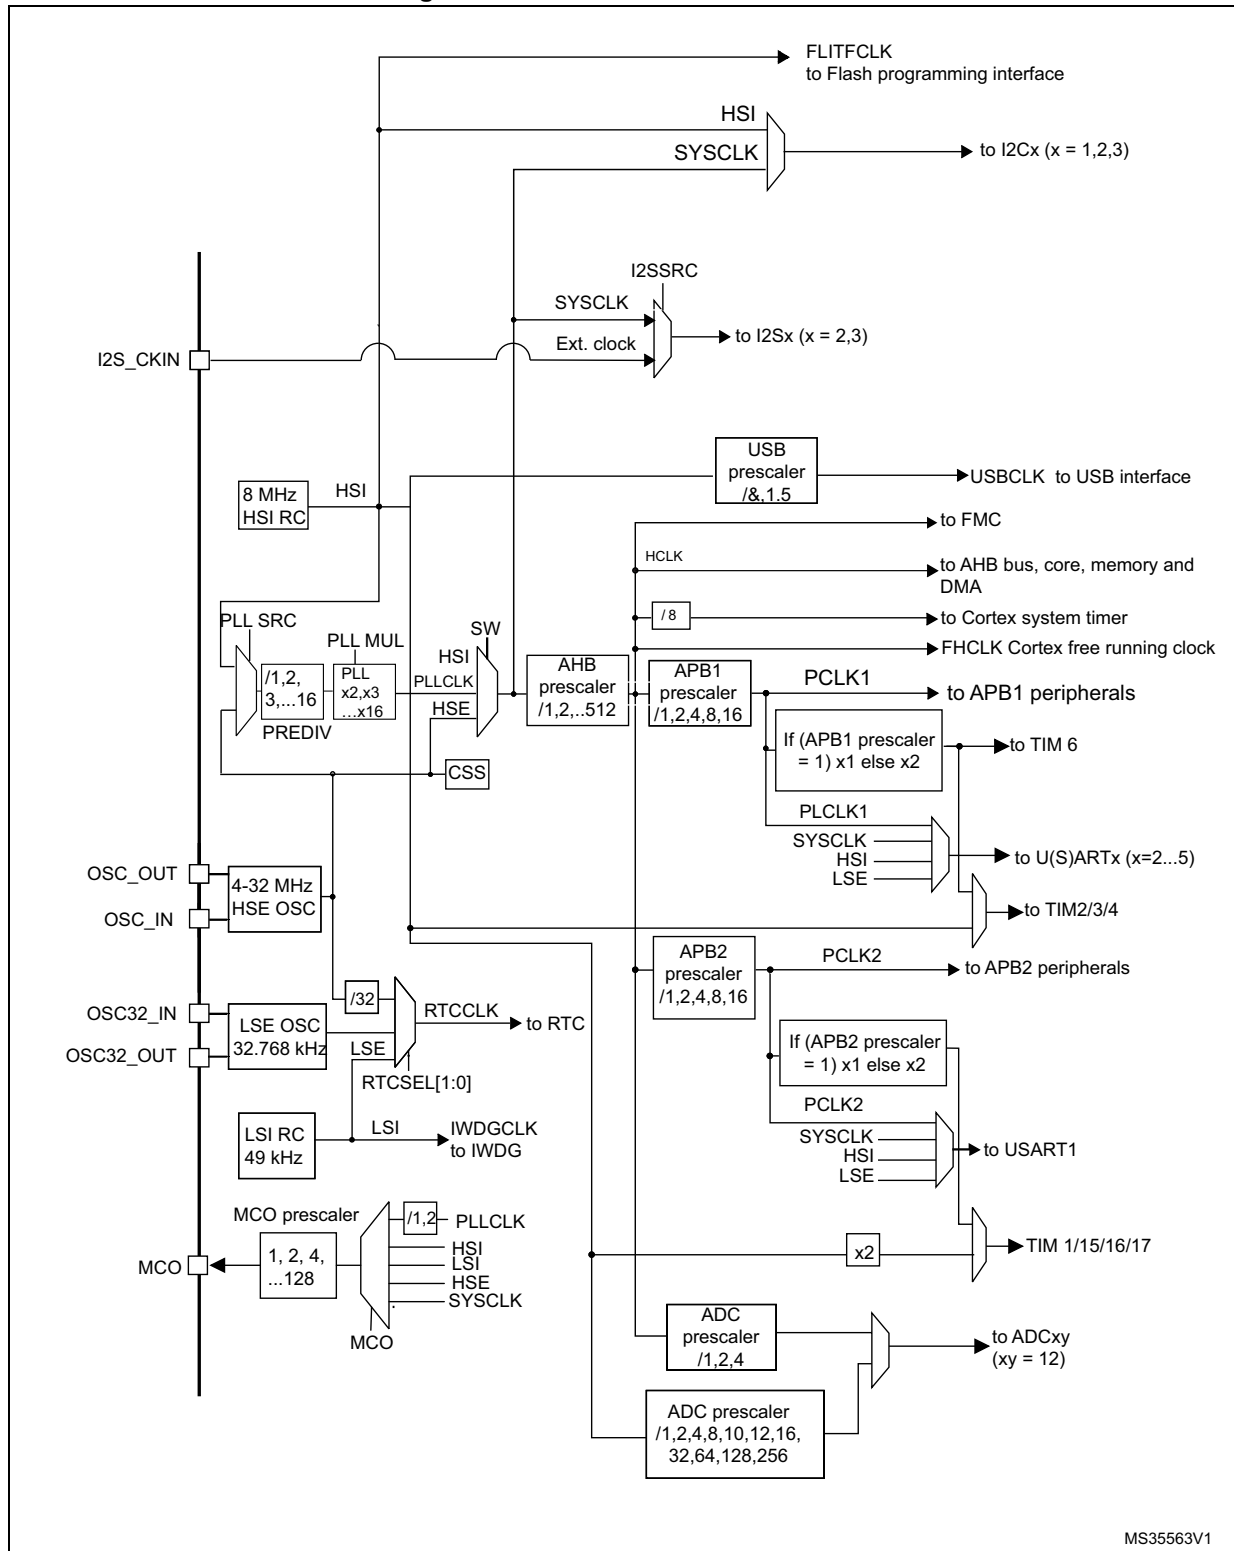 FLITFCLK
to Flash programming interface
HSI
SYSCLK
to I2Cx (x = 1,2,3)
I2SSRC
SYSCLK
to I2Sx (x = 2,3)
Ext. clock
I2S_CKIN
USB
prescaler
/&,1.5
USBCLK to USB interface
8 MHz
HSI RC
HSI
to FMC
HCLK
to AHB bus, core, memory and
DMA
/ 8
to Cortex system timer
FHCLK Cortex free running clock
PLL SRC
PLL MUL
SW
HSI
/1,2,
3,...16
PREDIV
PLL
x2,x3
...x16
PLLCLK
HSE
AHB
prescaler
/1,2,..512
APB1
prescaler
/1,2,4,8,16
PCLK1
to APB1 peripherals
If (APB1 prescaler
= 1) x1 else x2
to TIM 6
CSS
PLCLK1
SYSCLK
HSI
LSE
to U(S)ARTx (x=2...5)
OSC_OUT
OSC_IN
4-32 MHz
HSE OSC
to TIM2/3/4
APB2
prescaler
/1,2,4,8,16
PCLK2
to APB2 peripherals
/32
OSC32_IN
OSC32_OUT
LSE OSC
32.768 kHz
LSE
RTCCLK
to RTC
RTCSEL[1:0]
If (APB2 prescaler
= 1) x1 else x2
PCLK2
SYSCLK
HSI
LSE
to USART1
LSI RC
49 kHz
LSI
IWDGCLK
to IWDG
MCO prescaler
/1,2
PLLCLK
HSI
LSI
HSE
SYSCLK
MCO
1, 2, 4,
...128
MCO
x2
TIM 1/15/16/17
ADC
prescaler
/1,2,4
to ADCxy
(xy = 12)
ADC prescaler
/1,2,4,8,10,12,16,
32,64,128,256
MS35563V1